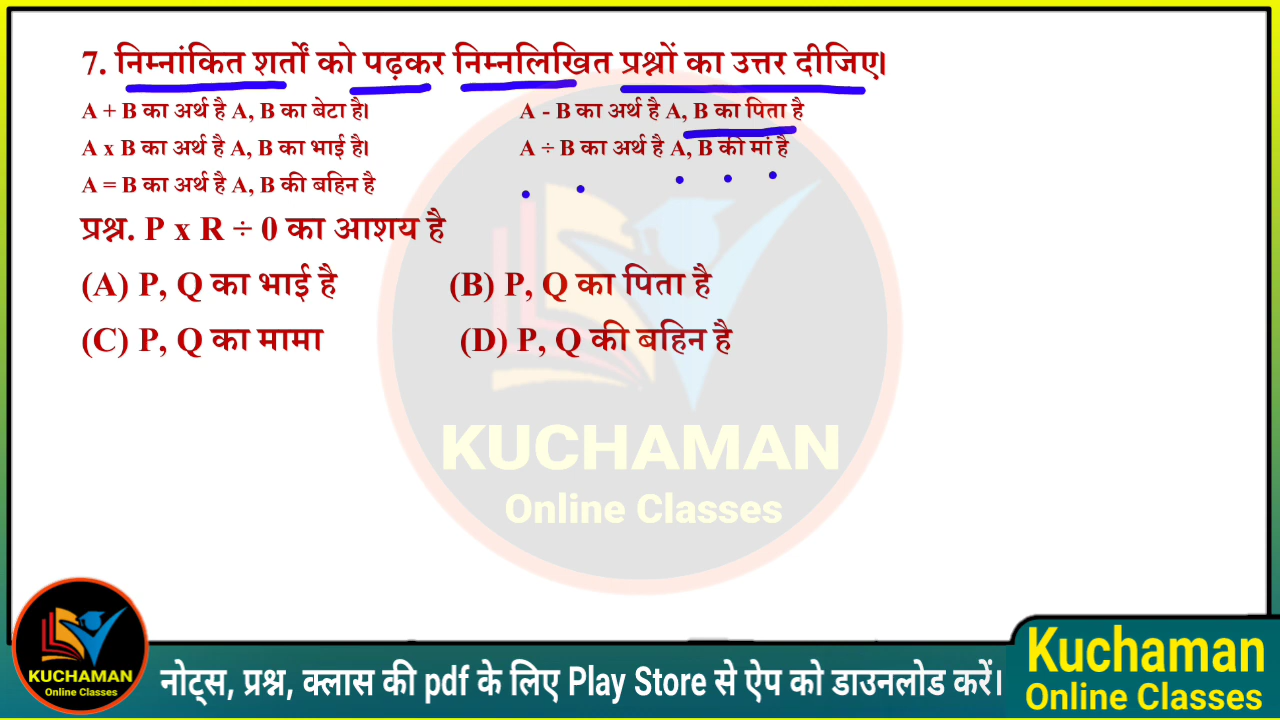 7. निम्नांकित शर्तों को पढ़कर निम्नलिखित प्रश्नों का उत्तर दीजिए।
A + B का अर्थ है A, B का बेटा है। A - B का अर्थ है A, B का पिता है
A x B का अर्थ है A, B का भाई है। A ÷ B का अर्थ है A, B की मां है
A = B का अर्थ है A, B की बहिन है
प्रश्न. P x R ÷ 0 का आशय है
(A) P, Q का भाई है (B) P, Q का पिता है
(C) P, Q का मामा (D) P, Q की बहिन है
KUCHAMAN
Online Classes
KUCHAMAN
Online Classes
नोट्स, प्रश्न, क्लास की pdf के लिए Play Store से ऐप को डाउनलोड करें।
Kuchaman
Online Classes